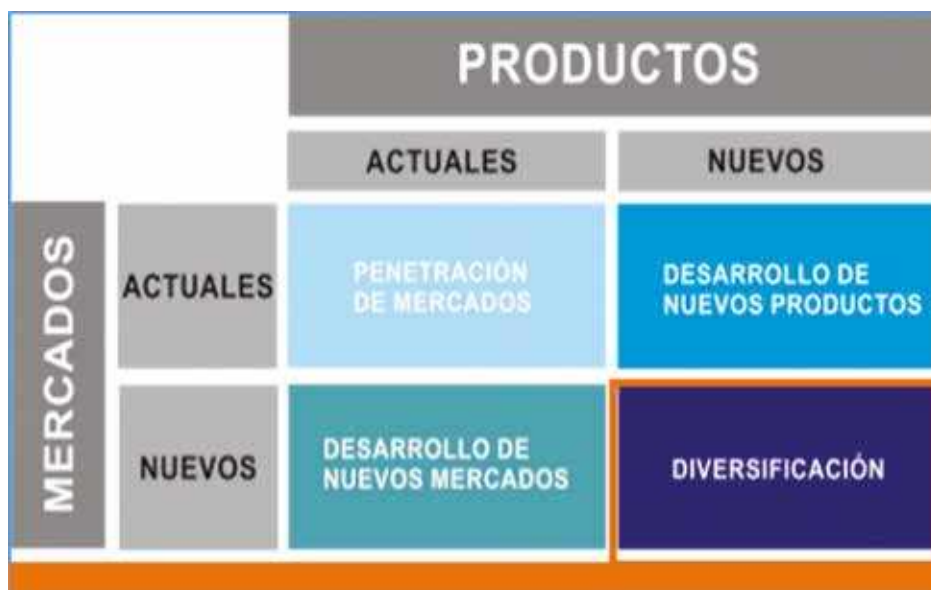 PRODUCTOS
ACTUALES
NUEVOS
MERCADOS
ACTUALES
PENETRACIÓN
DE MERCADOS
DESARROLLO DE
NUEVOS PRODUCTOS
NUEVOS
DESARROLLO DE
NUEVOS MERCADOS
DIVERSIFICACIÓN